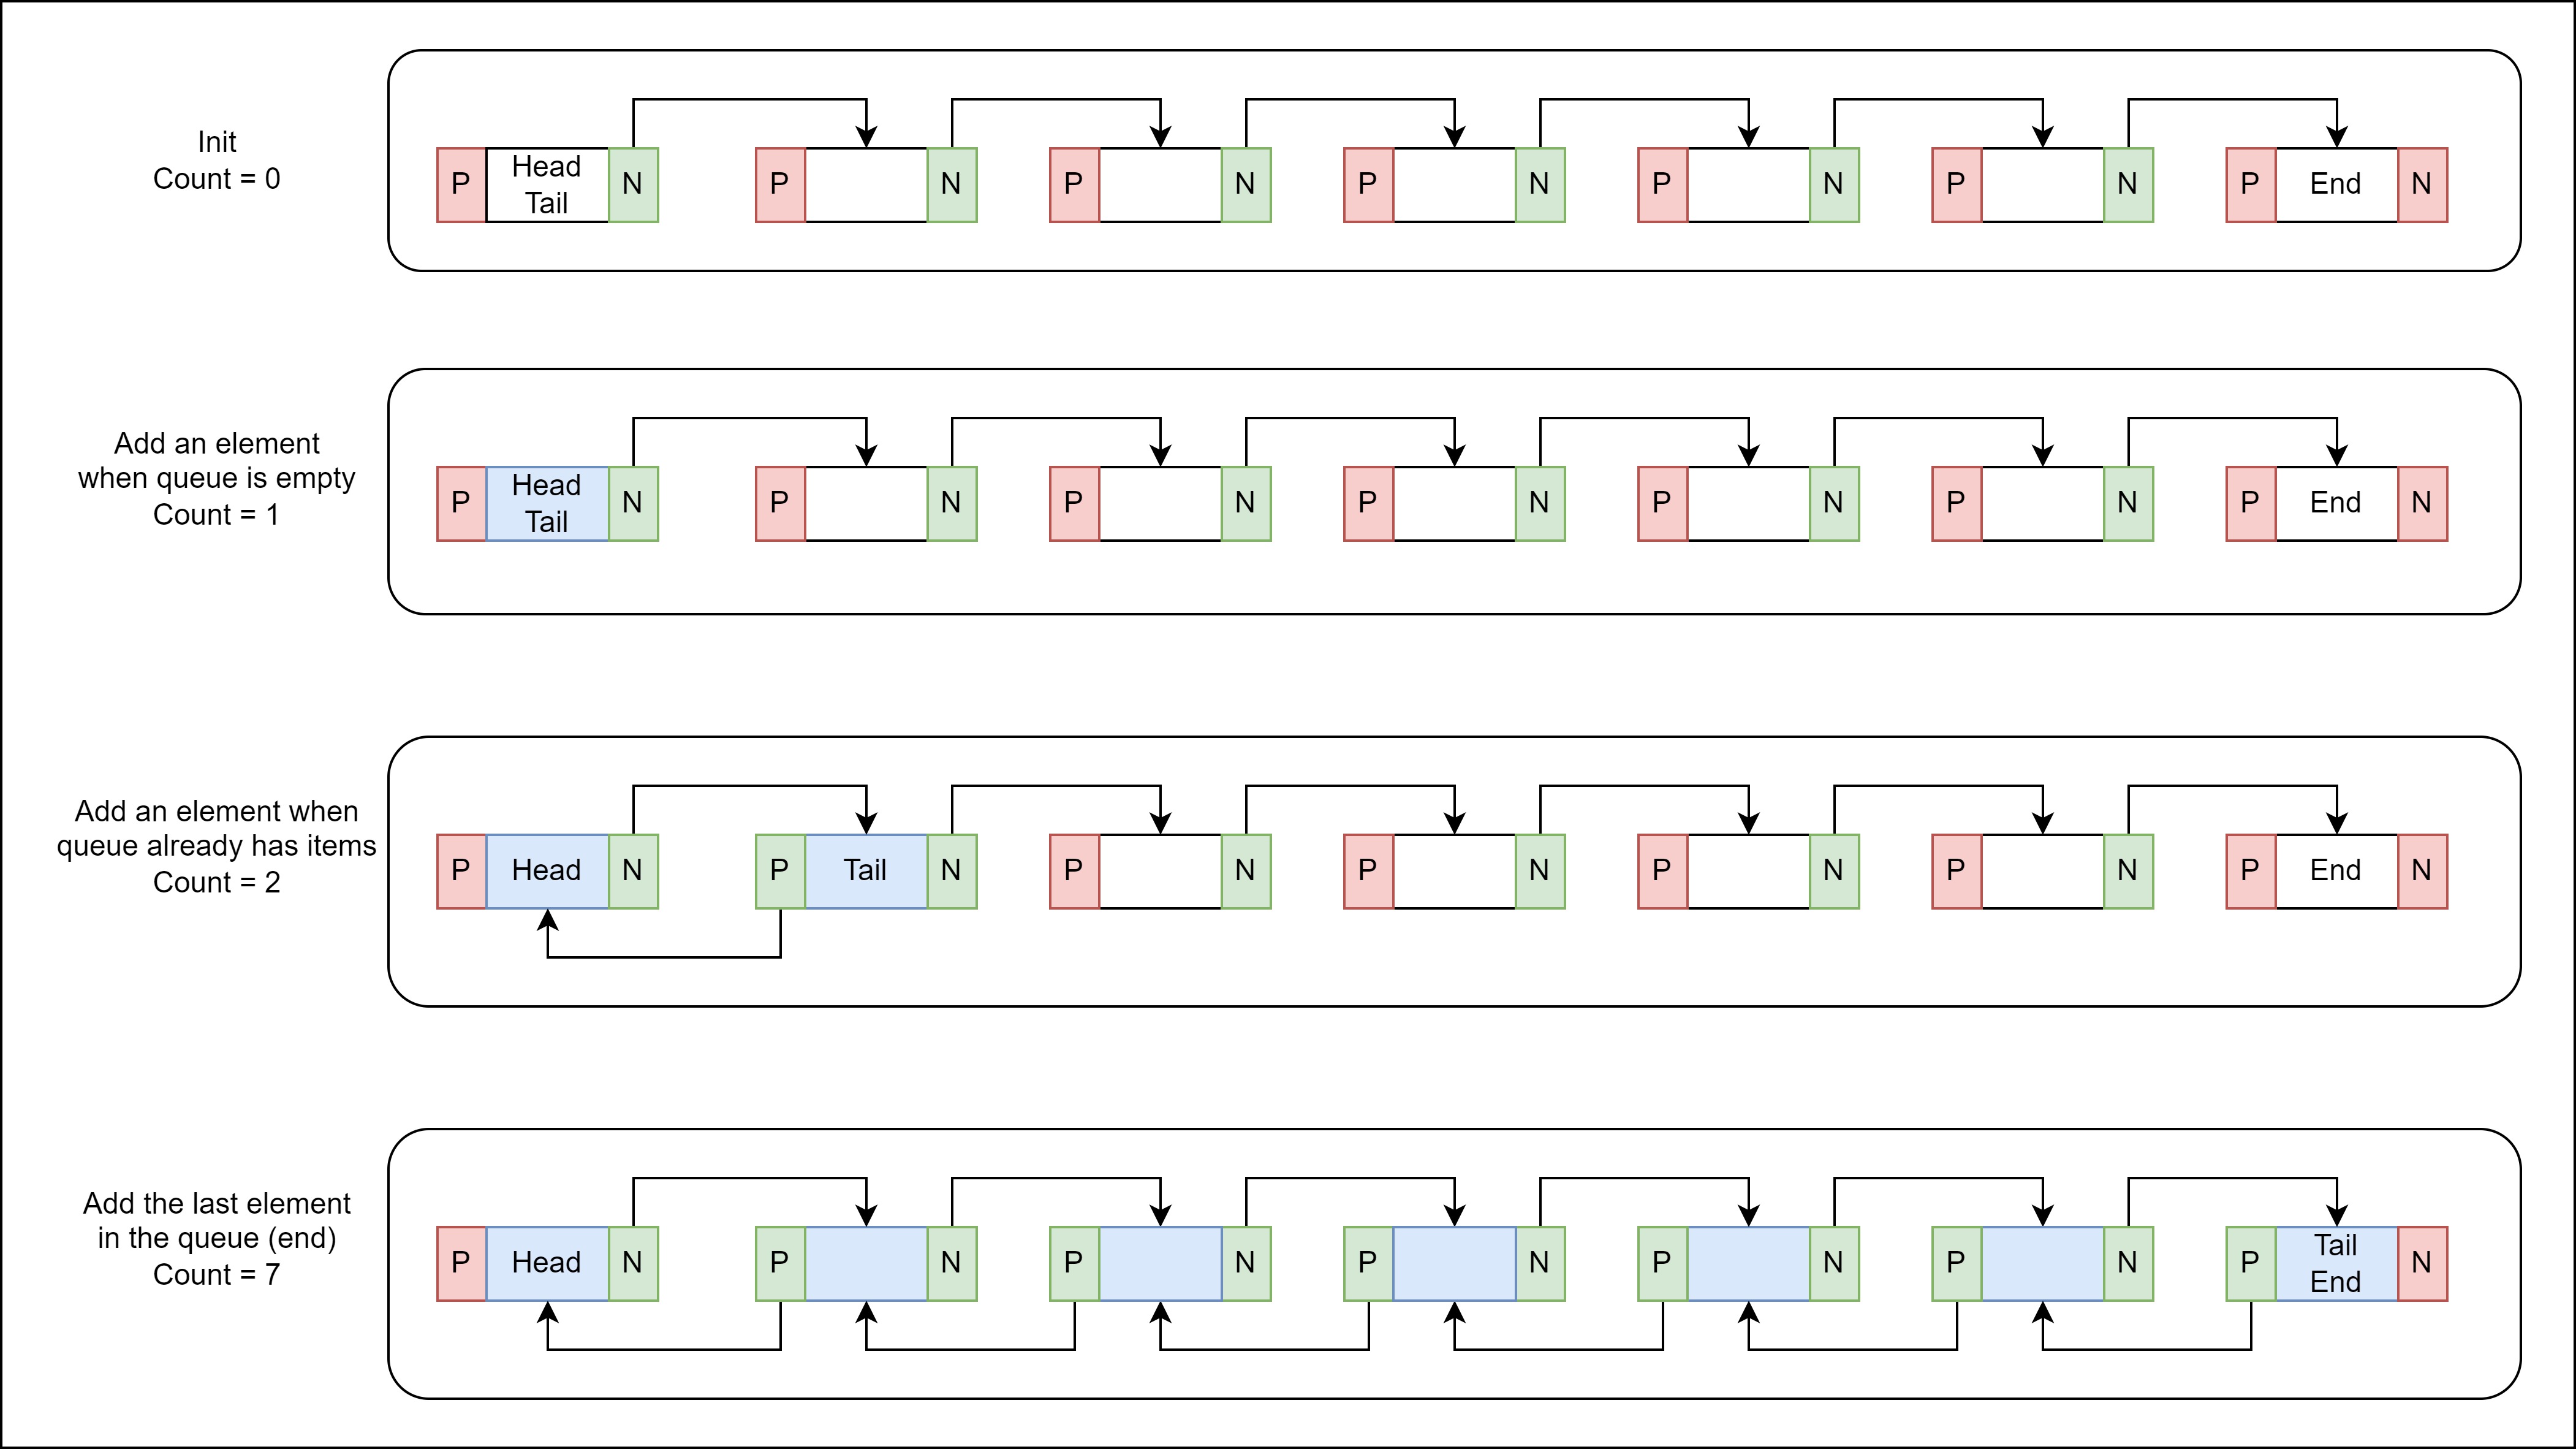 Init
Count = 0
P Head N P N P N P N P N P N P End N
Tail
Add an element
when queue is empty
Count = 1
P Head N P N P N P N P N P N P End N
Tail
Add an element when
queue already has items
Count = 2
P Head N P Tail N P N P N P N P N P End N
Add the last element
in the queue (end)
Count = 7
P Head N P N P N P N P N P N P Tail N
End